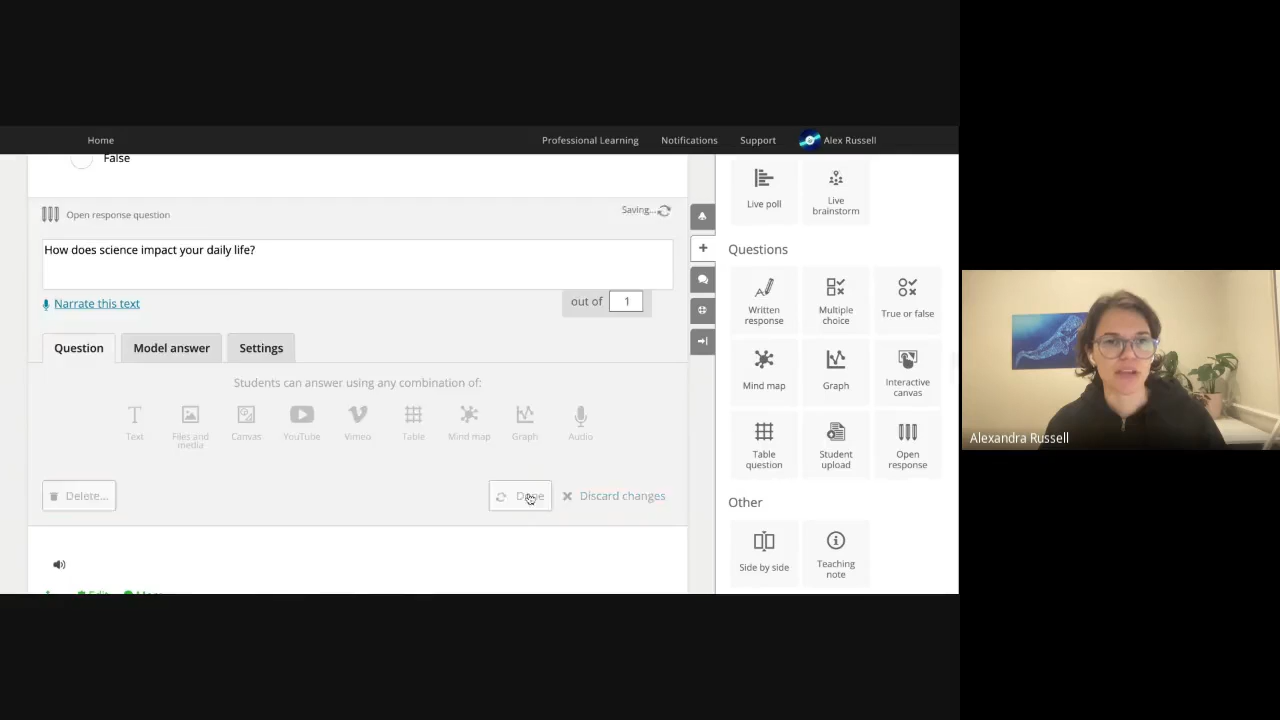 Home
Professional Learning
Notifications
Support
Alex Russell
False
Open response question
Saving...
How does science impact your daily life?
Narrate this text
out of 1
Question
Model answer
Settings
Students can answer using any combination of:
Text
Files and
media
Canvas
YouTube
Vimeo
Table
Mind map
Graph
Audio
Delete...
Done
Discard changes
Edit
More
Live poll
Live
brainstorm
Questions
Written
response
Multiple
choice
True or false
Mind map
Graph
Interactive
canvas
Table
question
Student
upload
Open
response
Other
Side by side
Teaching
note
Alexandra Russell